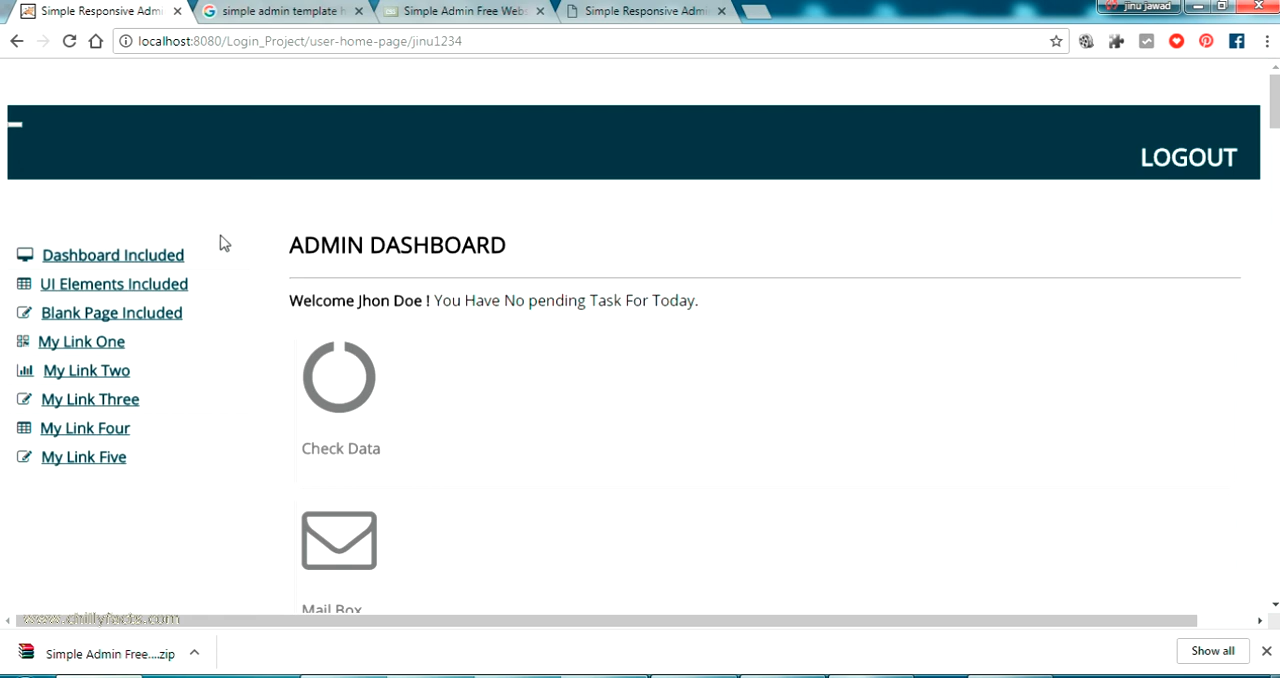 Simple Responsive Admi
simple admin template h
Simple Admin Free Webs
Simple Responsive Admi
jinu jawad
localhost:8080/Login_Project/user-home-page/jinu1234
LOGOUT
Dashboard Included
UI Elements Included
Blank Page Included
My Link One
My Link Two
My Link Three
My Link Four
My Link Five
ADMIN DASHBOARD
Welcome Jhon Doe ! You Have No pending Task For Today.
Check Data
Mail Box
www.chillyfacts.com
Simple Admin Free....zip
Show all